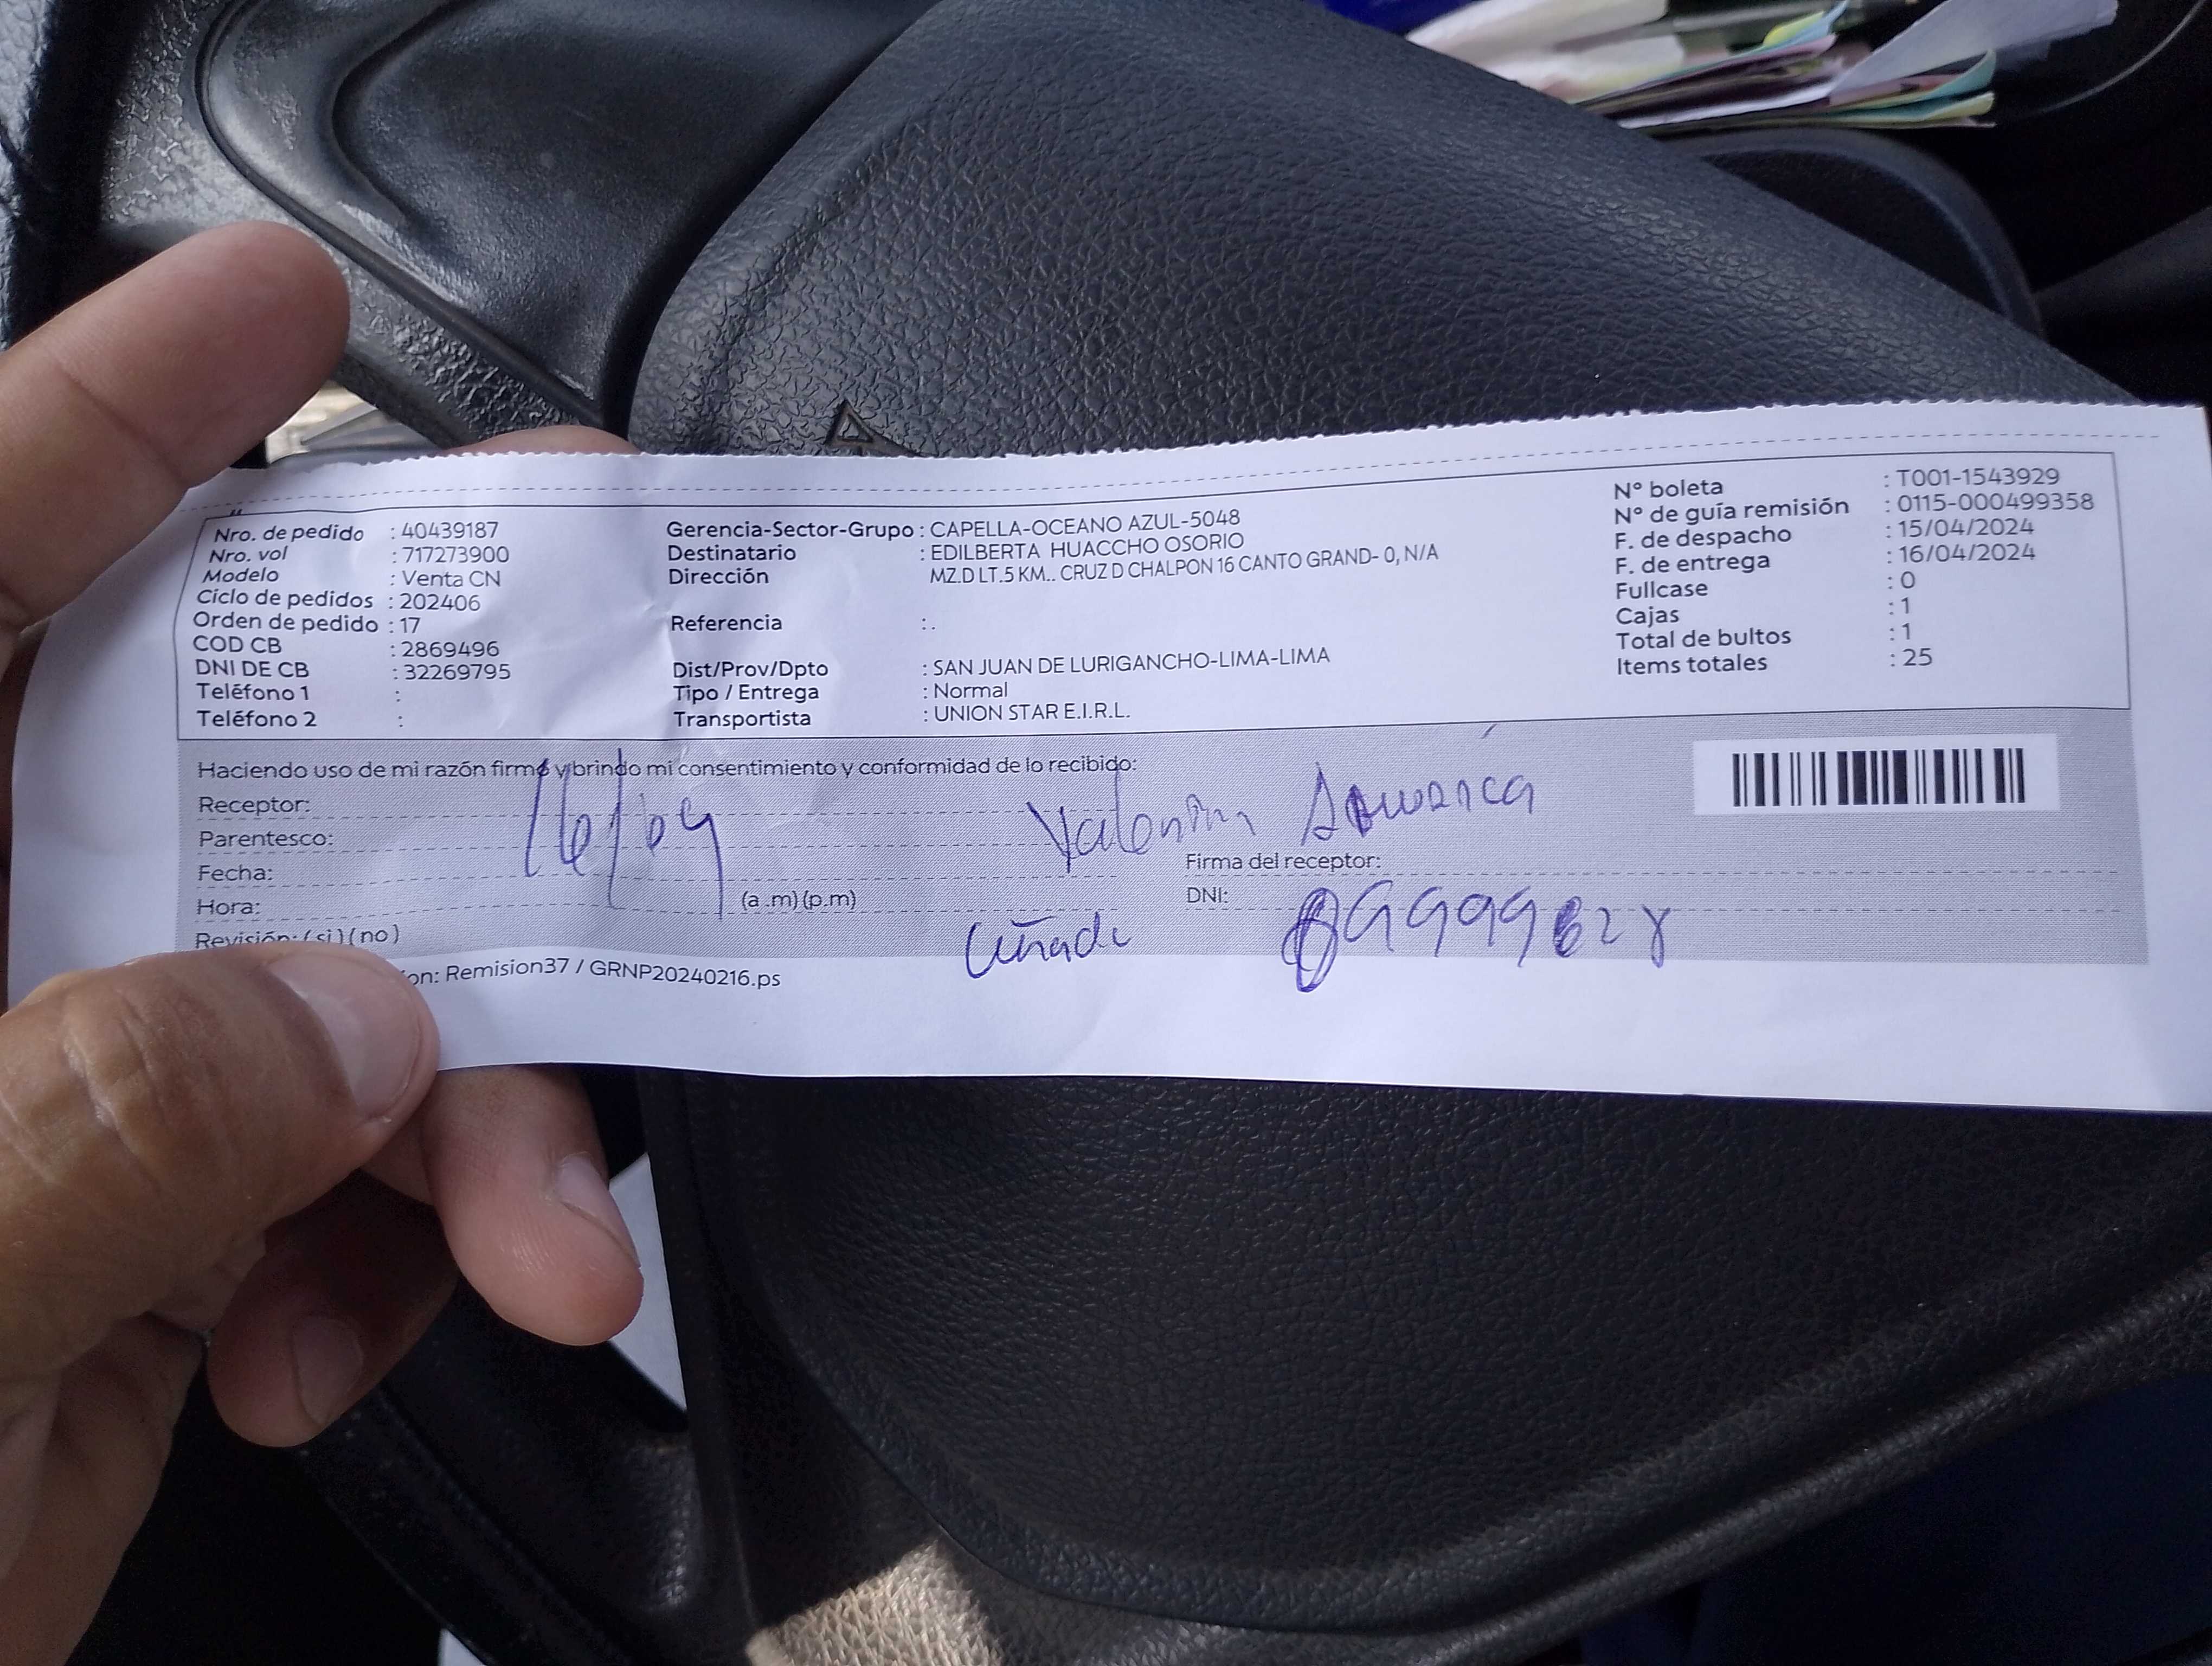 Nro. de pedido : 40439187
Nro. vol : 717273900
Modelo : Venta CN
Ciclo de pedidos : 202406
Orden de pedido : 17
COD CB : 2869496
DNI DE CB : 32269795
Teléfono 1 :
Teléfono 2 :
Gerencia-Sector-Grupo : CAPELLA-OCEANO AZUL-5048
Destinatario : EDILBERTA HUACCHO OSORIO
Dirección MZ.D LT.5 KM.. CRUZ D CHALPON 16 CANTO GRAND- 0, N/A
Referencia : .
Dist/Prov/Dpto : SAN JUAN DE LURIGANCHO-LIMA-LIMA
Tipo / Entrega : Normal
Transportista : UNION STAR E.I.R.L.
N° boleta : T001-1543929
N° de guía remisión : 0115-000499358
F. de despacho : 15/04/2024
F. de entrega : 16/04/2024
Fullcase : 0
Cajas : 1
Total de bultos : 1
Items totales : 25
Haciendo uso de mi razón firmo y brindo mi consentimiento y conformidad de lo recibido:
Receptor:
Parentesco:
Fecha: 16/04
Hora: (a .m) (p.m)
Revisión: (si) (no)
Firma del receptor:
DNI:
Cuñada
on: Remision37 / GRNP20240216.ps